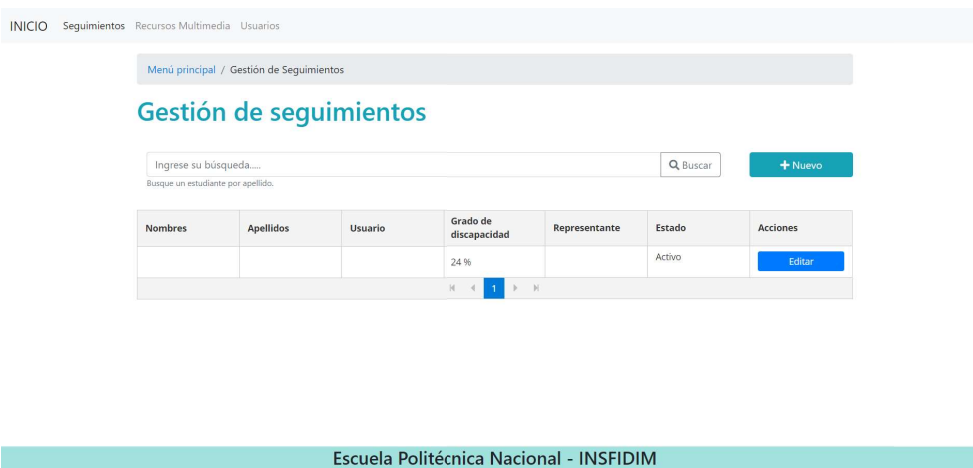 INICIO Seguimientos Recursos Multimedia Usuarios
Menú principal / Gestión de Seguimientos
Gestión de seguimientos
Ingrese su búsqueda.....
Buscar
Nuevo
Busque un estudiante por apellido.
Nombres Apellidos Usuario Grado de discapacidad Representante Estado Acciones
24 % Activo Editar
1
Escuela Politécnica Nacional - INSFIDIM